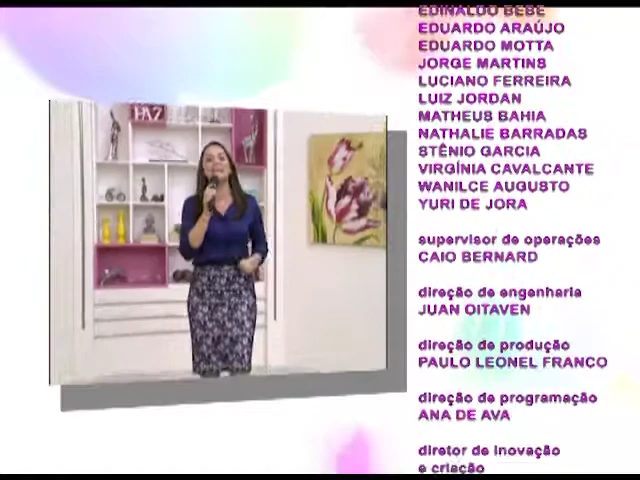 EDINALDO BEBE
EDUARDO ARAÚJO
EDUARDO MOTTA
JORGE MARTINS
LUCIANO FERREIRA
LUIZ JORDAN
MATHEUS BAHIA
NATHALIE BARRADAS
STÊNIO GARCIA
VIRGÍNIA CAVALCANTE
WANILCE AUGUSTO
YURI DE JORA
supervisor de operações
CAIO BERNARD
direção de engenharia
JUAN OITAVEN
direção de produção
PAULO LEONEL FRANCO
direção de programação
ANA DE AVA
diretor de inovação
e criação
PAZ